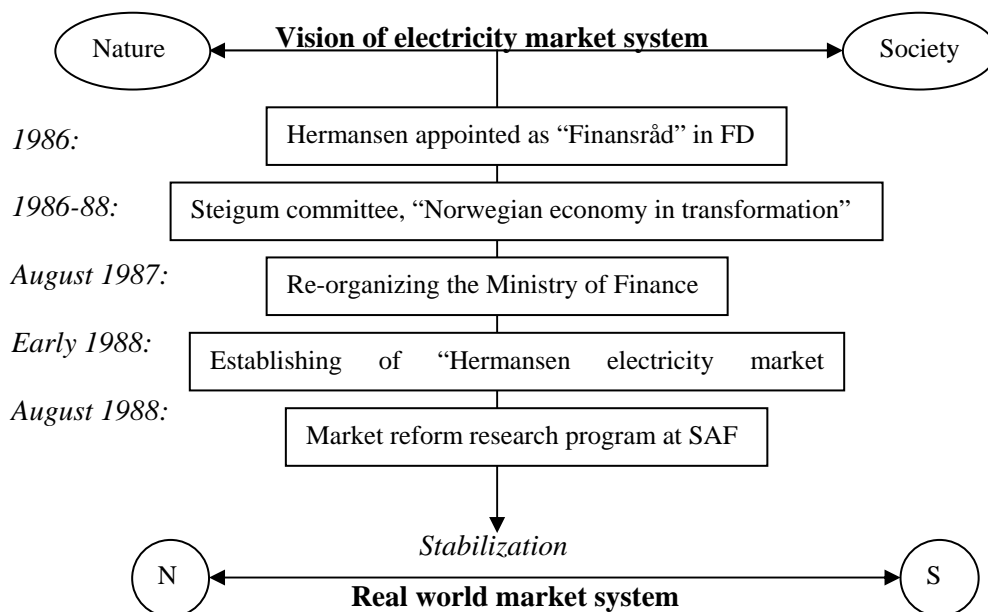 Nature
Vision of electricity market system
Society
1986:
Hermansen appointed as “Finansråd” in FD
1986-88:
Steigum committee, “Norwegian economy in transformation”
August 1987:
Re-organizing the Ministry of Finance
Early 1988:
Establishing of “Hermansen electricity market
August 1988:
Market reform research program at SAF
Stabilization
N
Real world market system
S